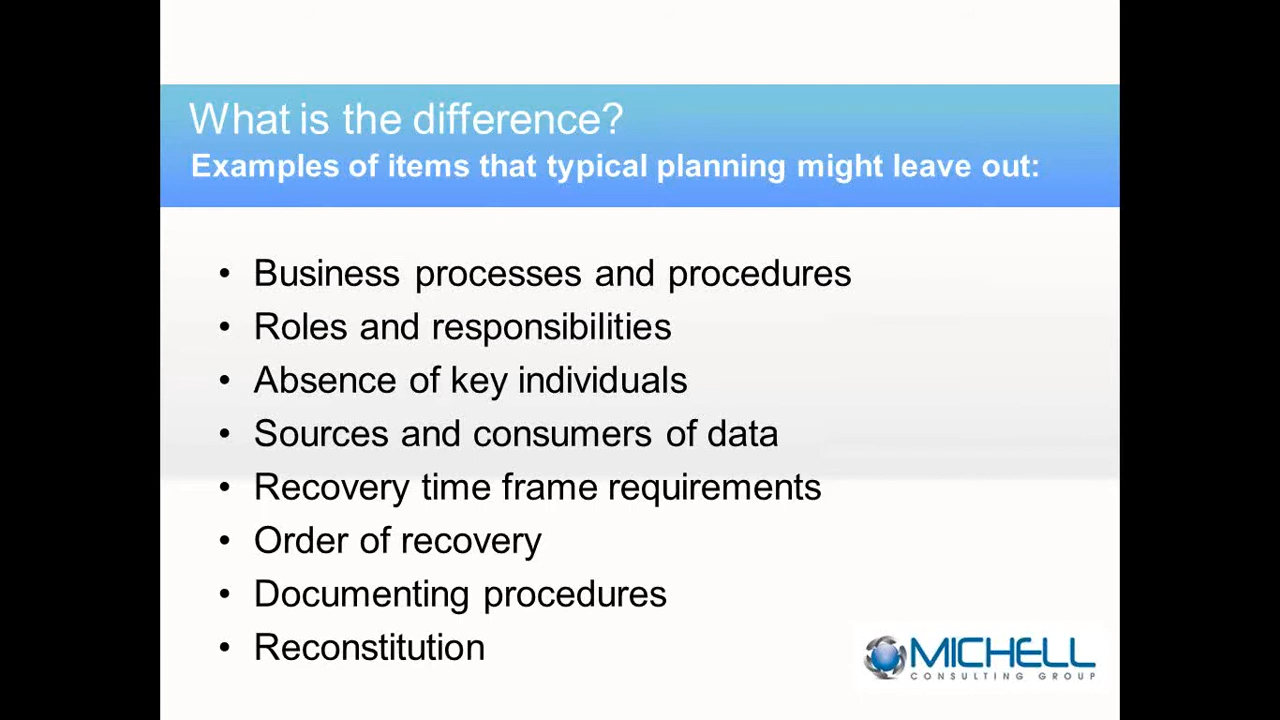 What is the difference?
Examples of items that typical planning might leave out:
• Business processes and procedures
• Roles and responsibilities
• Absence of key individuals
• Sources and consumers of data
• Recovery time frame requirements
• Order of recovery
• Documenting procedures
• Reconstitution
MICHELL
CONSULTING GROUP